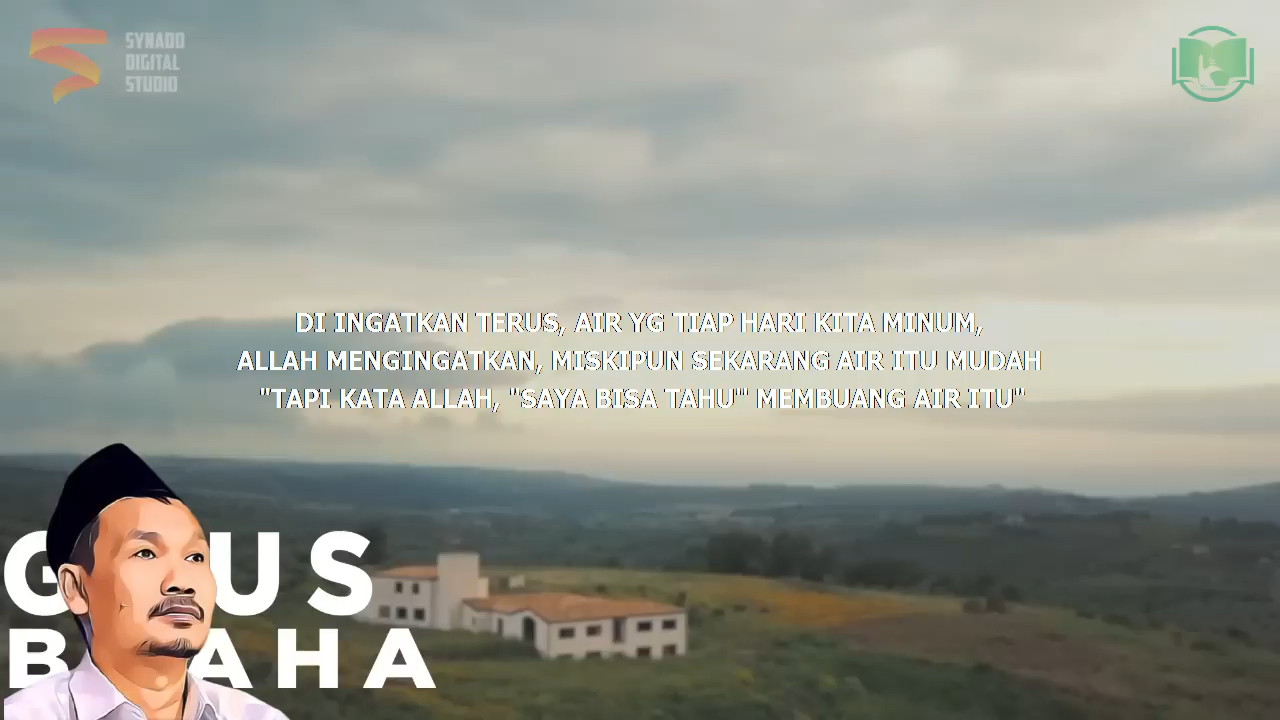 SYNADO
DIGITAL
STUDIO
DI INGATKAN TERUS, AIR YG TIAP HARI KITA MINUM,
ALLAH MENGINGATKAN, MISKIPUN SEKARANG AIR ITU MUDAH
"TAPI KATA ALLAH, "SAYA BISA TAHU" MEMBUANG AIR ITU"
GUS
BAHA